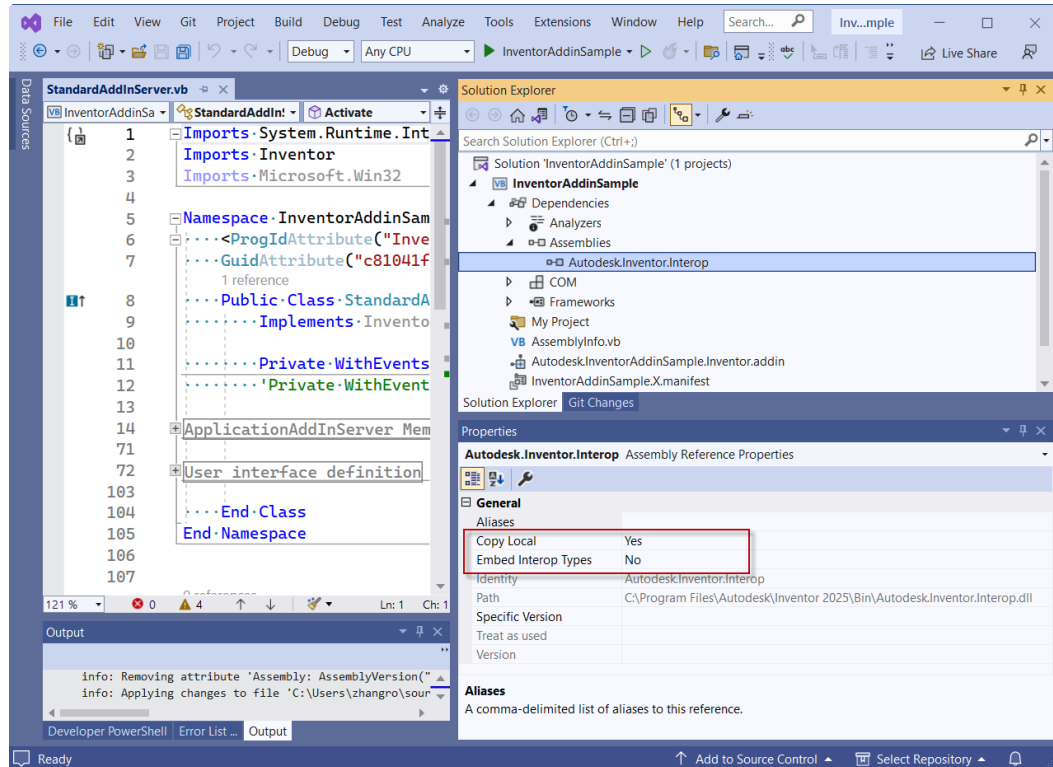 File Edit View Git Project Build Debug Test Analyze Tools Extensions Window Help Search... Inv...mple
Debug Any CPU InventorAddinSample abc Live Share
Data Sources
StandardAddInServer.vb
VB InventorAddinSa StandardAddIn! Activate
1 Imports·System.Runtime.Int
2 Imports·Inventor
3 Imports·Microsoft.Win32
4
5 Namespace·InventorAddinSam
6 ····<ProgIdAttribute("Inve
7 ····GuidAttribute("c81041f
1 reference
8 ····Public·Class·StandardA
9 ········Implements·Invento
10
11 ········Private·WithEvents
12 ········'Private·WithEvent
13
14 ApplicationAddInServer Mem
71
72 User interface definition
103
104 ····End·Class
105 End·Namespace
106
107
0 references
121 % 0 4 Ln: 1 Ch: 1
Output
info: Removing attribute 'Assembly: AssemblyVersion("
info: Applying changes to file 'C:\Users\zhangro\sour
Developer PowerShell Error List ... Output
Solution Explorer
Search Solution Explorer (Ctrl+;)
Solution 'InventorAddinSample' (1 projects)
VB InventorAddinSample
Dependencies
Analyzers
Assemblies
Autodesk.Inventor.Interop
COM
Frameworks
My Project
VB AssemblyInfo.vb
Autodesk.InventorAddinSample.Inventor.addin
InventorAddinSample.X.manifest
Solution Explorer Git Changes
Properties
Autodesk.Inventor.Interop Assembly Reference Properties
General
Aliases
Copy Local Yes
Embed Interop Types No
Identity Autodesk.Inventor.Interop
Path C:\Program Files\Autodesk\Inventor 2025\Bin\Autodesk.Inventor.Interop.dll
Specific Version
Treat as used
Version
Aliases
A comma-delimited list of aliases to this reference.
Ready Add to Source Control Select Repository